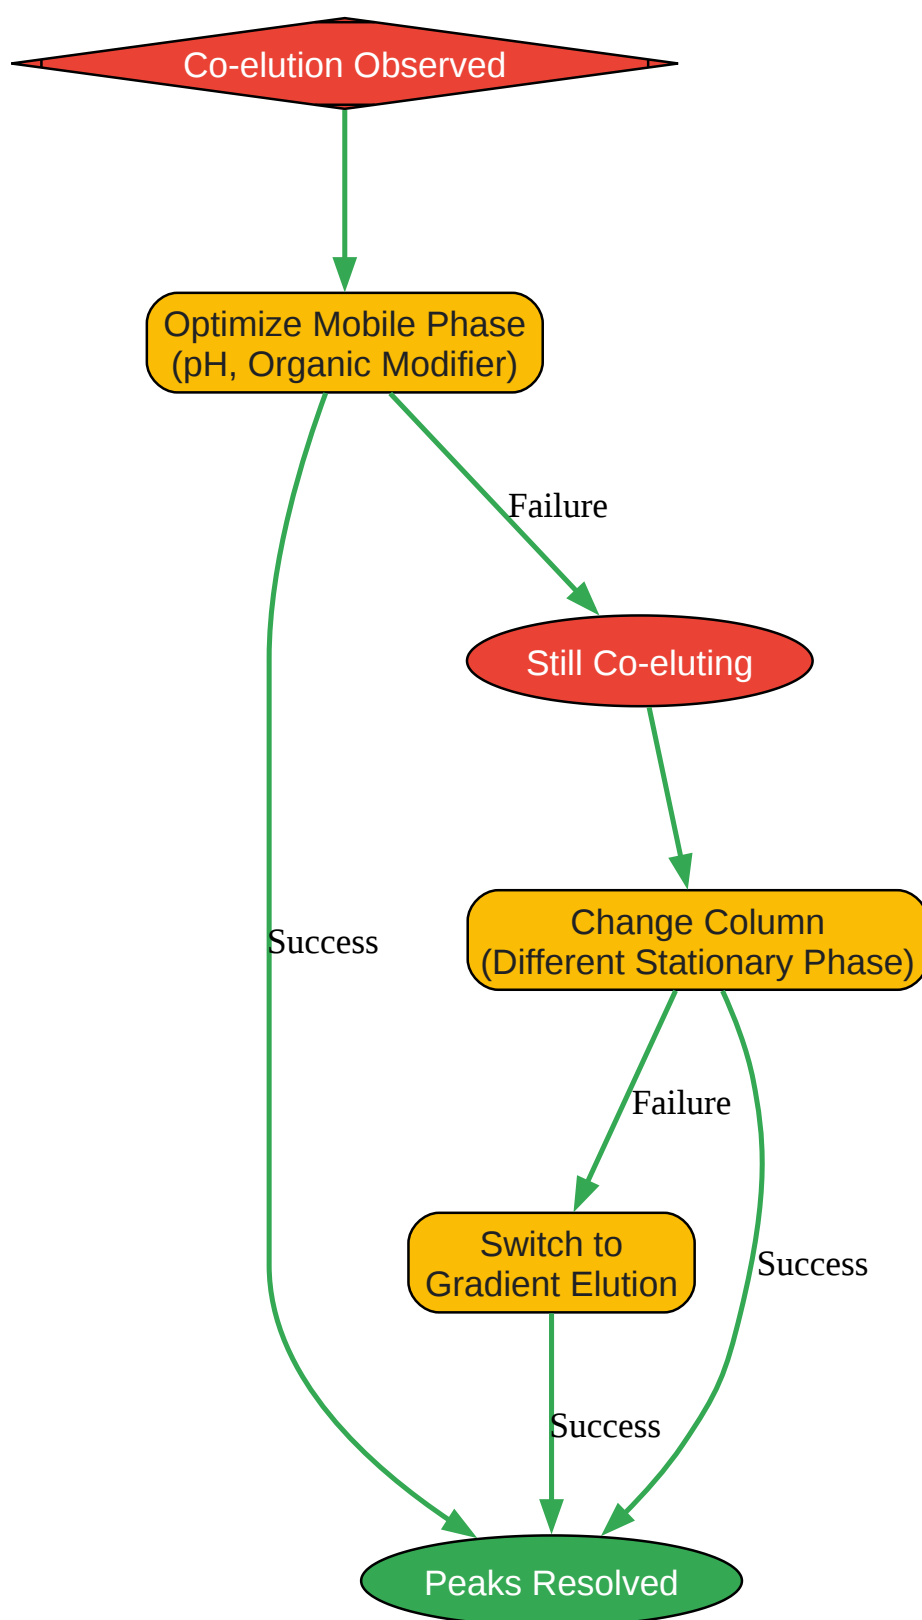 Co-elution Observed
Optimize Mobile Phase
(pH, Organic Modifier)
Failure
Still Co-eluting
Change Column
(Different Stationary Phase)
Success
Failure
Switch to
Gradient Elution
Success
Success
Peaks Resolved